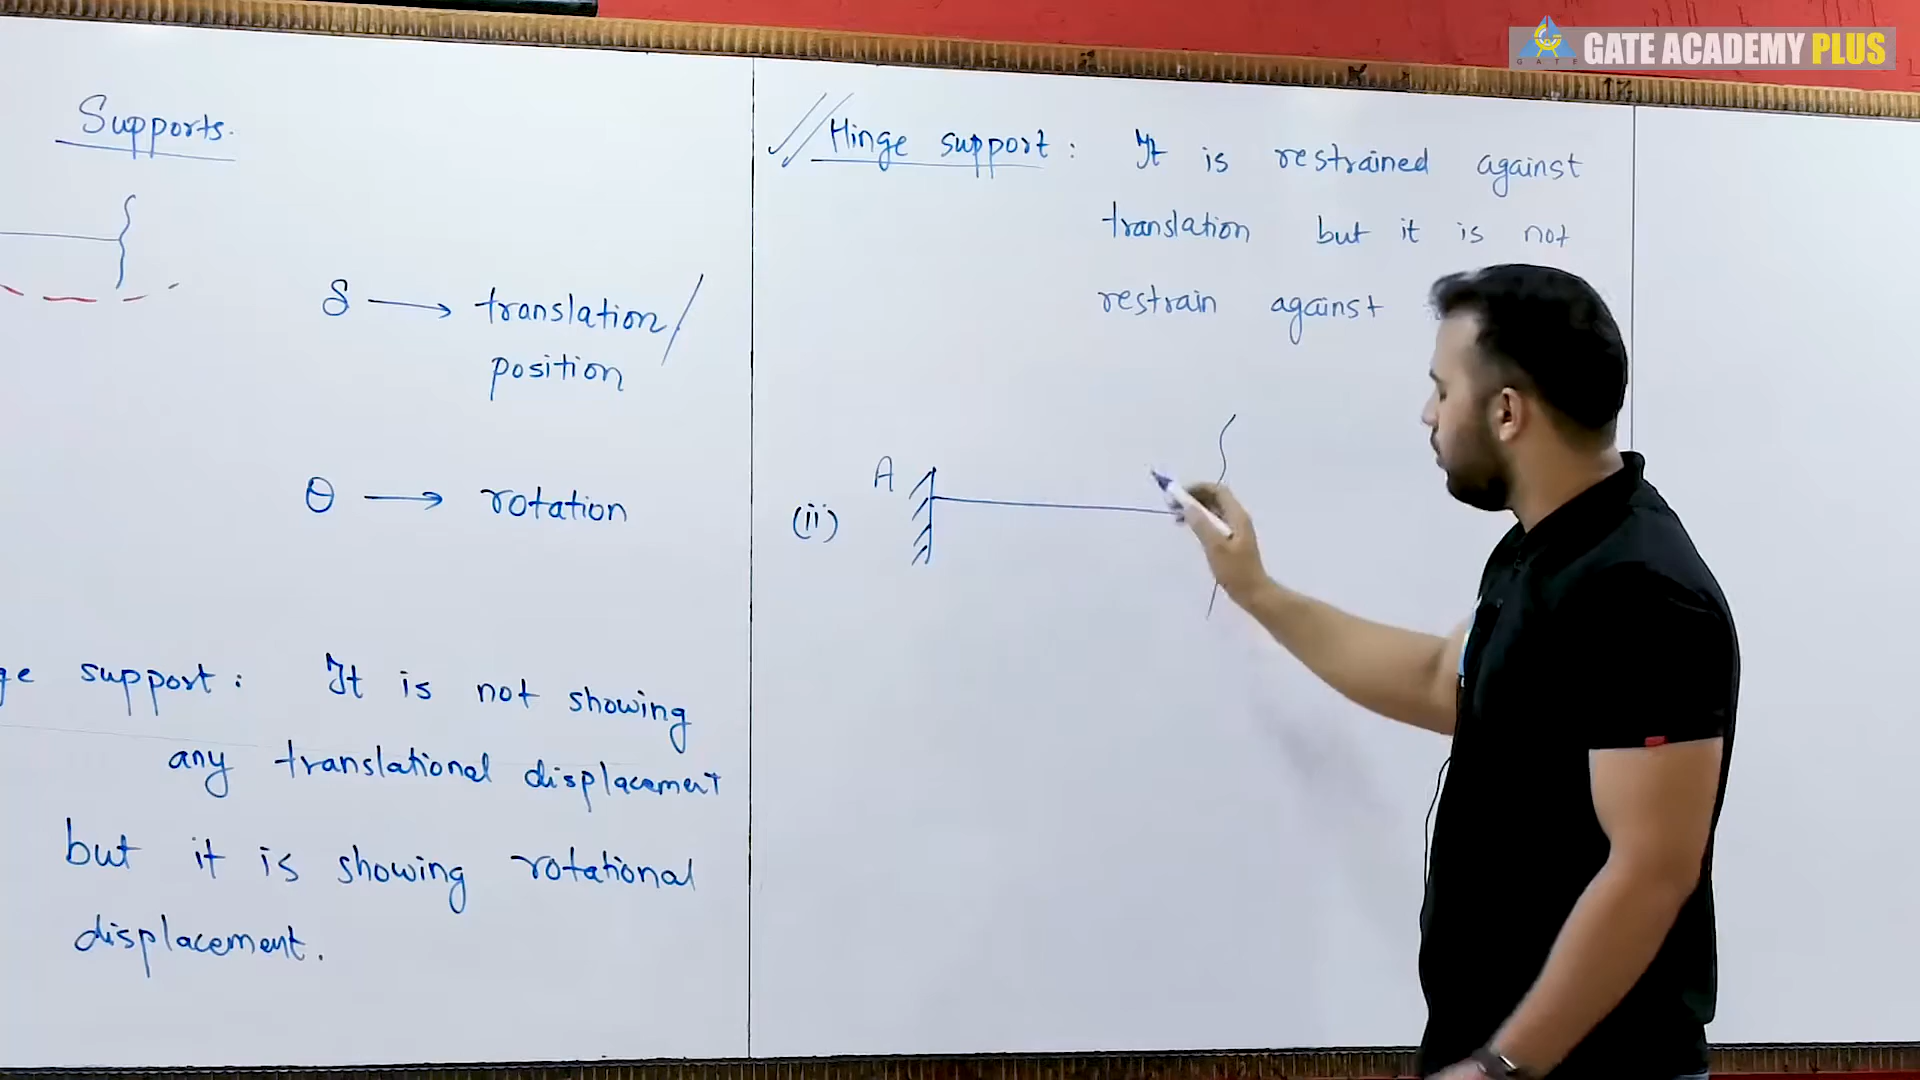 GATE ACADEMY PLUS
GATE
Supports.
δ → translation/
position
θ → rotation
support : It is not showing
any translational displacement
but it is showing rotational
displacement.
Hinge support : It is restrained against
translation but it is not
restrain against
A
(ii)